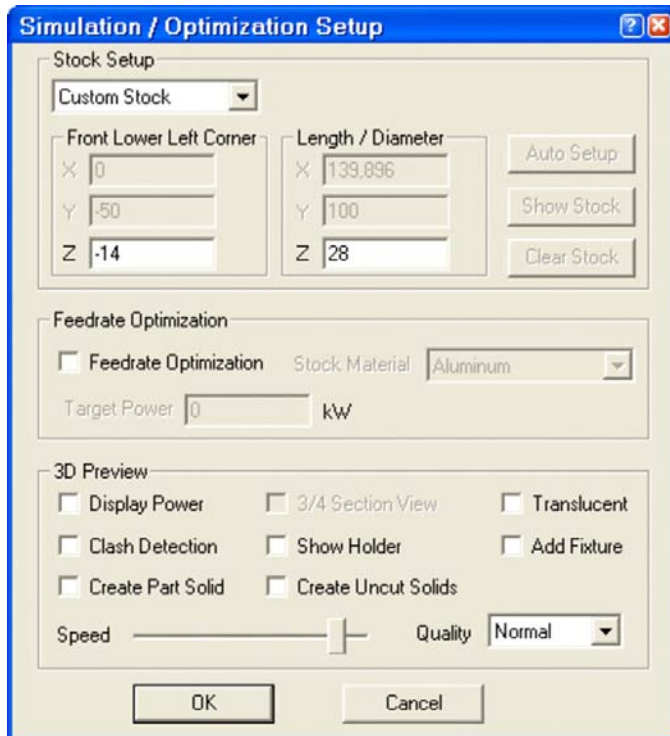 Simulation / Optimization Setup
Stock Setup
Custom Stock
Front Lower Left Corner
Length / Diameter
X 0
X 139,896
Auto Setup
Y -50
Y 100
Show Stock
Z -14
Z 28
Clear Stock
Feedrate Optimization
Feedrate Optimization
Stock Material Aluminum
Target Power 0 kW
3D Preview
Display Power
3/4 Section View
Translucent
Clash Detection
Show Holder
Add Fixture
Create Part Solid
Create Uncut Solids
Speed
Quality Normal
OK
Cancel